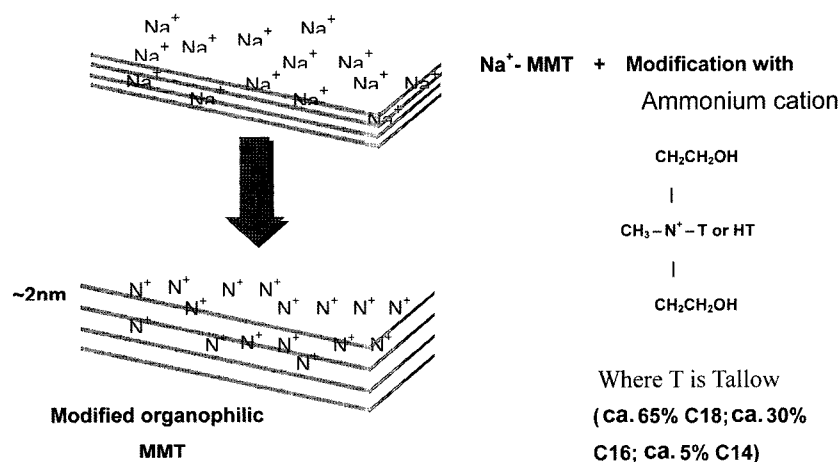 Na⁺ Na⁺
Na⁺ Na⁺ Na⁺
Na⁺ Na⁺
Na⁺ Na⁺ Na⁺ Na⁺
Na⁺ Na⁺
Na⁺
Na⁺- MMT + Modification with
Ammonium cation
CH₂CH₂OH
|
CH₃ – N⁺ – T or HT
|
CH₂CH₂OH
~2nm
N⁺ N⁺ N⁺ N⁺
N⁺ N⁺ N⁺ N⁺ N⁺
N⁺
N⁺ N⁺ N⁺ N⁺ N⁺
N⁺
Modified organophilic
MMT
Where T is Tallow
(ca. 65% C18; ca. 30%
C16; ca. 5% C14)